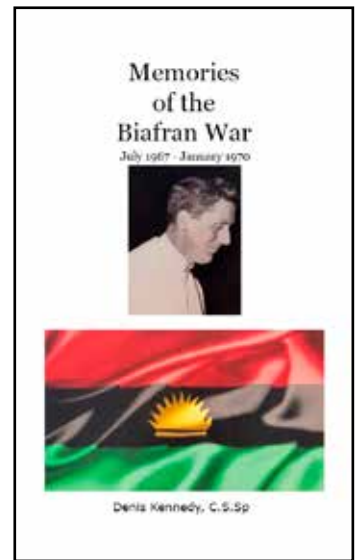 Memories
of the
Biafran War
July 1967 - January 1970
Denis Kennedy, C.S.Sp